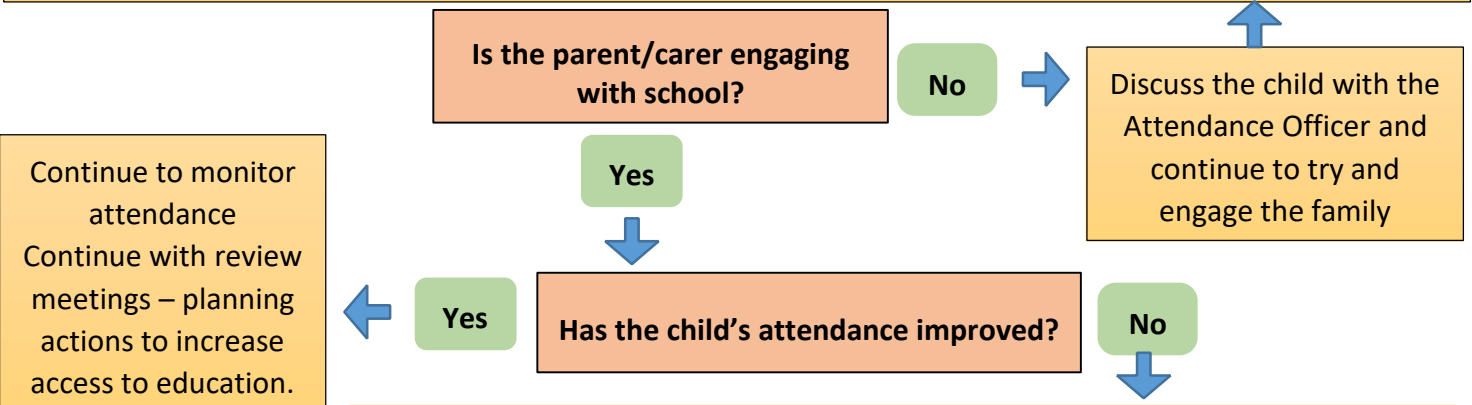 Is the parent/carer engaging
with school?
No
Discuss the child with the
Attendance Officer and
continue to try and
engage the family
Yes
Continue to monitor
attendance
Continue with review
meetings – planning
actions to increase
access to education.
Yes
Has the child’s attendance improved?
No